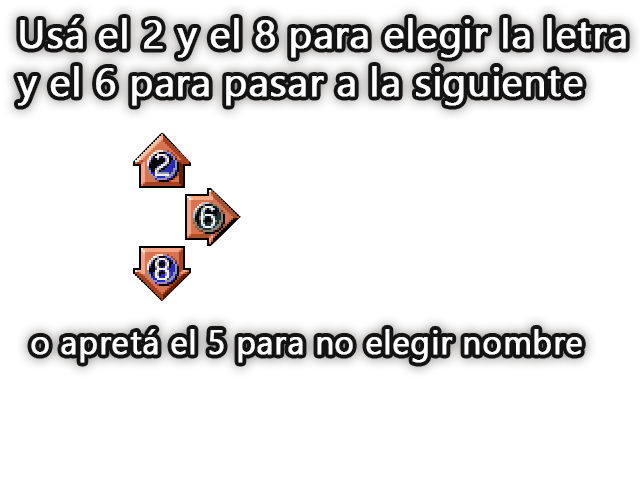 Usá el 2 y el 8 para elegir la letra
y el 6 para pasar a la siguiente
2
6
8
o apretá el 5 para no elegir nombre